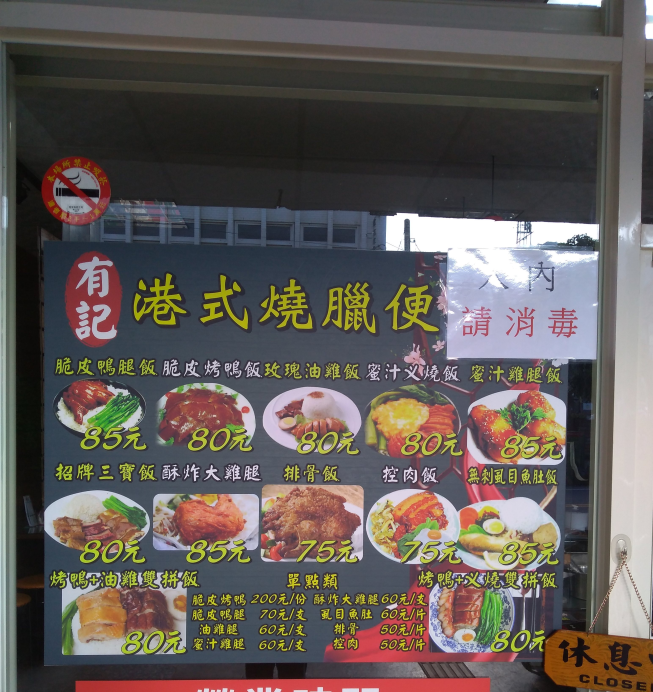 有記
港式燒臘便
入內
請消毒
脆皮鴨腿飯 脆皮烤鴨飯 玫瑰油雞飯 蜜汁义燒飯 蜜汁雞腿飯
85元 80元 80元 80元 85元
招牌三寶飯 酥炸大雞腿 排骨飯 控肉飯 無刺虱目魚肚飯
80元 85元 75元 75元 85元
烤鴨+油雞雙拼飯 單點類 烤鴨+义燒雙拼飯
80元
脆皮烤鴨 200元/份 酥炸大雞腿 60元/支
脆皮鴨腿 70元/支 虱目魚肚 60元/片
油雞腿 60元/支 排骨 50元/片
蜜汁雞腿 60元/支 控肉 50元/片
80元
休息
CLOSE